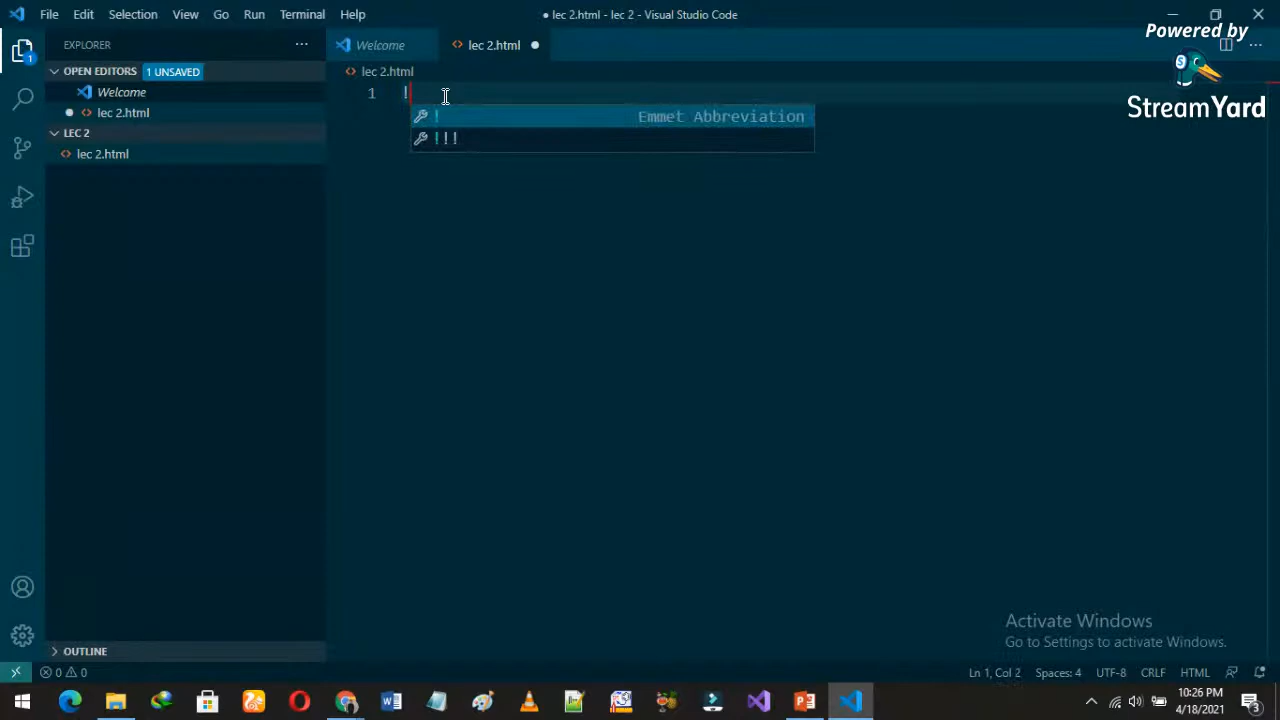 File Edit Selection View Go Run Terminal Help
● lec 2.html - lec 2 - Visual Studio Code
Powered by
StreamYard
EXPLORER
Welcome
lec 2.html
OPEN EDITORS 1 UNSAVED
Welcome
lec 2.html
LEC 2
lec 2.html
lec 2.html
1 !
! Emmet Abbreviation
!!!
Activate Windows
Go to Settings to activate Windows.
OUTLINE
0 0
Ln 1, Col 2 Spaces: 4 UTF-8 CRLF HTML
10:26 PM
4/18/2021
1
3
S